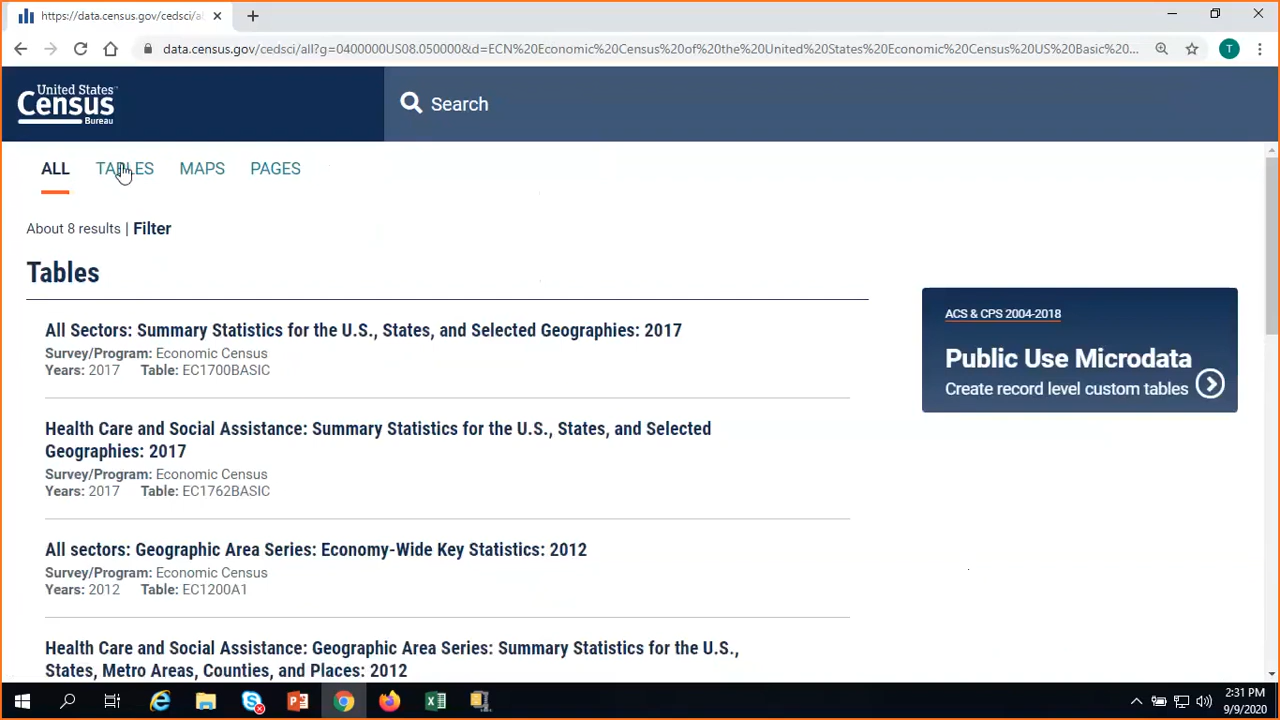 https://data.census.gov/cedsci/al
data.census.gov/cedsci/all?g=0400000US08.050000&d=ECN%20Economic%20Census%20of%20the%20United%20States%20Economic%20Census%20US%20Basic%20...
T
United States
Census
Bureau
Search
ALL TABLES MAPS PAGES
About 8 results | Filter
Tables
All Sectors: Summary Statistics for the U.S., States, and Selected Geographies: 2017
Survey/Program: Economic Census
Years: 2017 Table: EC1700BASIC
Health Care and Social Assistance: Summary Statistics for the U.S., States, and Selected
Geographies: 2017
Survey/Program: Economic Census
Years: 2017 Table: EC1762BASIC
All sectors: Geographic Area Series: Economy-Wide Key Statistics: 2012
Survey/Program: Economic Census
Years: 2012 Table: EC1200A1
Health Care and Social Assistance: Geographic Area Series: Summary Statistics for the U.S.,
States, Metro Areas, Counties, and Places: 2012
ACS & CPS 2004-2018
Public Use Microdata
Create record level custom tables
2:31 PM
9/9/2020